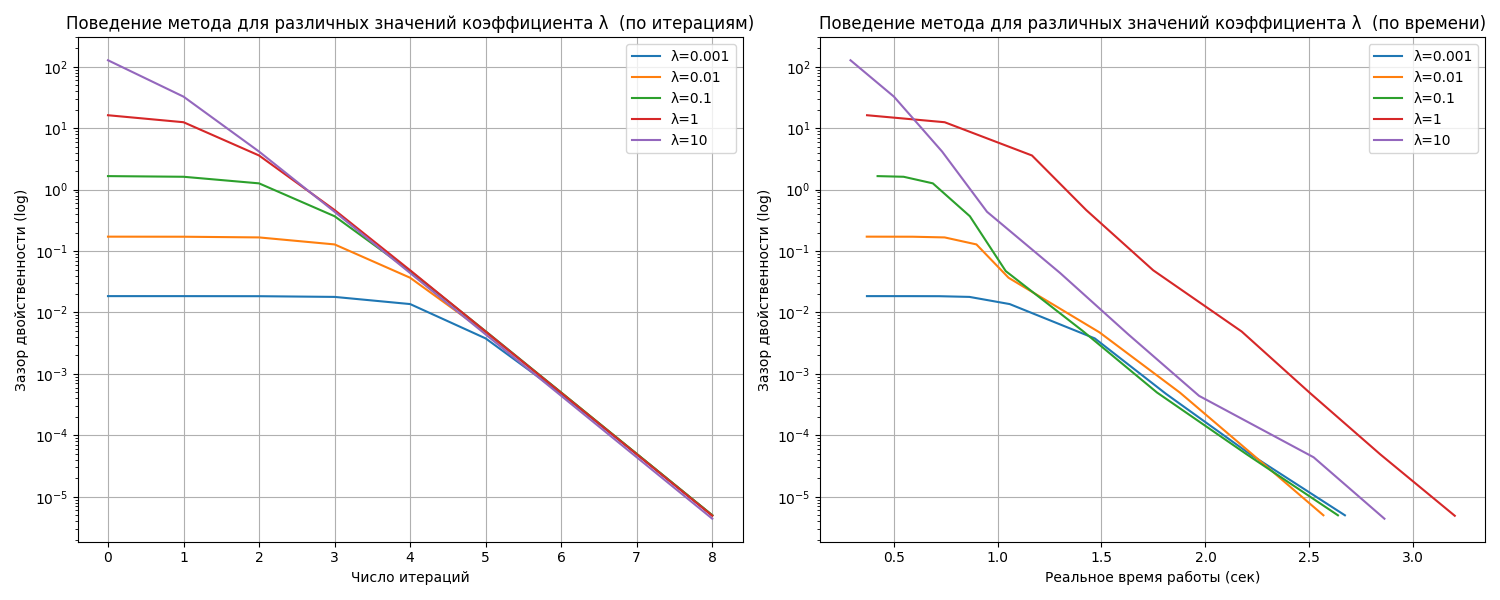 Поведение метода для различных значений коэффициента λ  (по итерациям)
Зазор двойственности (log)
10²
10¹
10⁰
10⁻¹
10⁻²
10⁻³
10⁻⁴
10⁻⁵
0 1 2 3 4 5 6 7 8
Число итераций
λ=0.001
λ=0.01
λ=0.1
λ=1
λ=10
Поведение метода для различных значений коэффициента λ  (по времени)
Зазор двойственности (log)
10²
10¹
10⁰
10⁻¹
10⁻²
10⁻³
10⁻⁴
10⁻⁵
0.5 1.0 1.5 2.0 2.5 3.0
Реальное время работы (сек)
λ=0.001
λ=0.01
λ=0.1
λ=1
λ=10